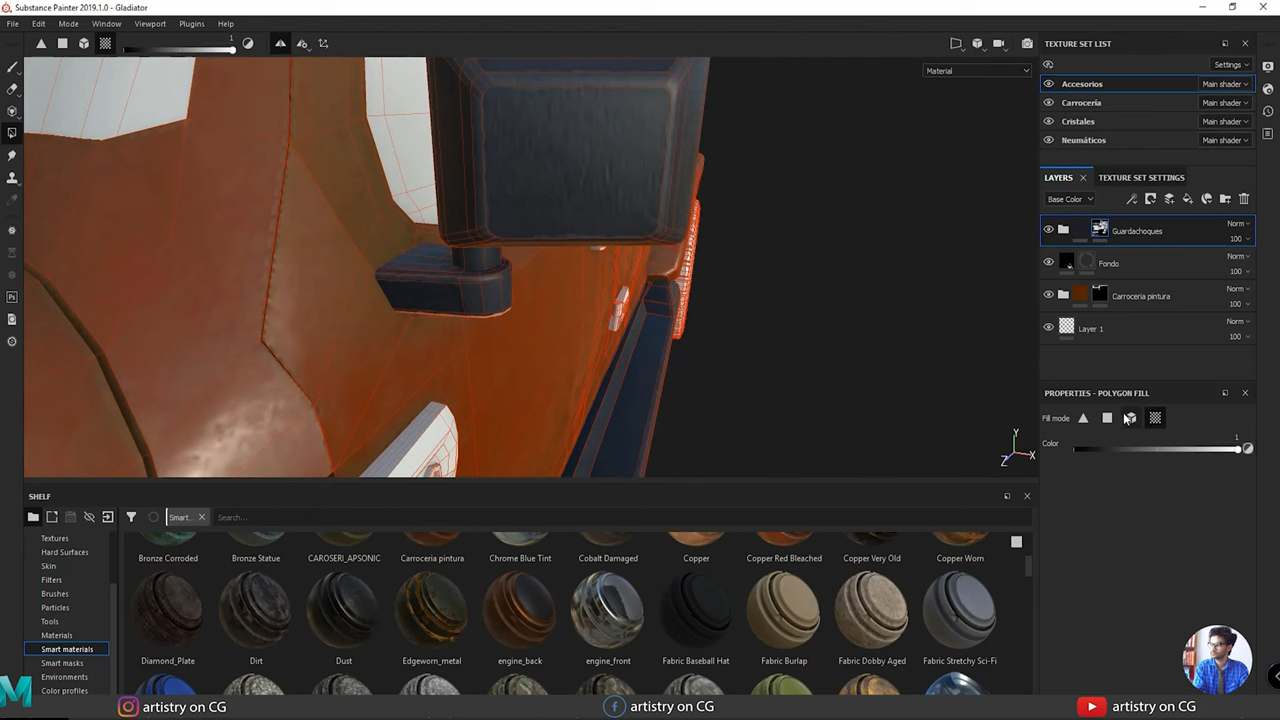 Substance Painter 2019.1.0 - Gladiator
File Edit Mode Window Viewport Plugins Help
1
Material
TEXTURE SET LIST
Settings
Accesorios Main shader
Carrocería Main shader
Cristales Main shader
Neumáticos Main shader
LAYERS TEXTURE SET SETTINGS
Base Color
Guardachoques Norm 100
Fondo Norm 100
Carroceria pintura Norm 100
Layer 1 Norm 100
PROPERTIES - POLYGON FILL
Fill mode
Color 1
Y
Z X
SHELF
Smart... Search...
Textures
Hard Surfaces
Skin
Filters
Brushes
Particles
Tools
Materials
Smart materials
Smart masks
Environments
Color profiles
Bronze Corroded Bronze Statue CAROSERI_APSONIC Carroceria pintura Chrome Blue Tint Cobalt Damaged Copper Copper Red Bleached Copper Very Old Copper Worn
Diamond_Plate Dirt Dust Edgeworn_metal engine_back engine_front Fabric Baseball Hat Fabric Burlap Fabric Dobby Aged Fabric Stretchy Sci-Fi
Ps
M
artistry on CG
artistry on CG
artistry on CG